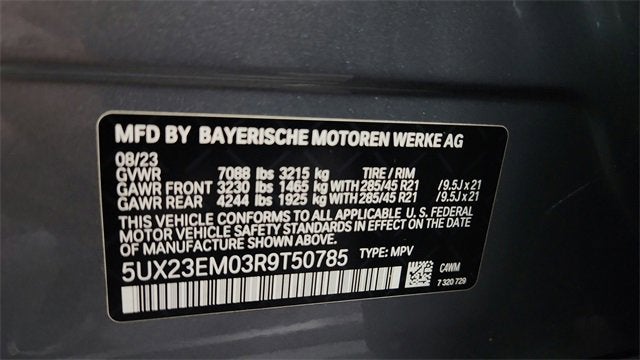 MFD BY BAYERISCHE MOTOREN WERKE AG
08/23
GVWR 7088 lbs 3215 kg TIRE / RIM
GAWR FRONT 3230 lbs 1465 kg WITH 285/45 R21 /9.5J x 21
GAWR REAR 4244 lbs 1925 kg WITH 285/45 R21 /9.5J x 21
THIS VEHICLE CONFORMS TO ALL APPLICABLE U. S. FEDERAL
MOTOR VEHICLE SAFETY STANDARDS IN EFFECT ON THE
DATE OF MANUFACTURE SHOWN ABOVE.
5UX23EM03R9T50785 TYPE: MPV
C4WM
7 320 729